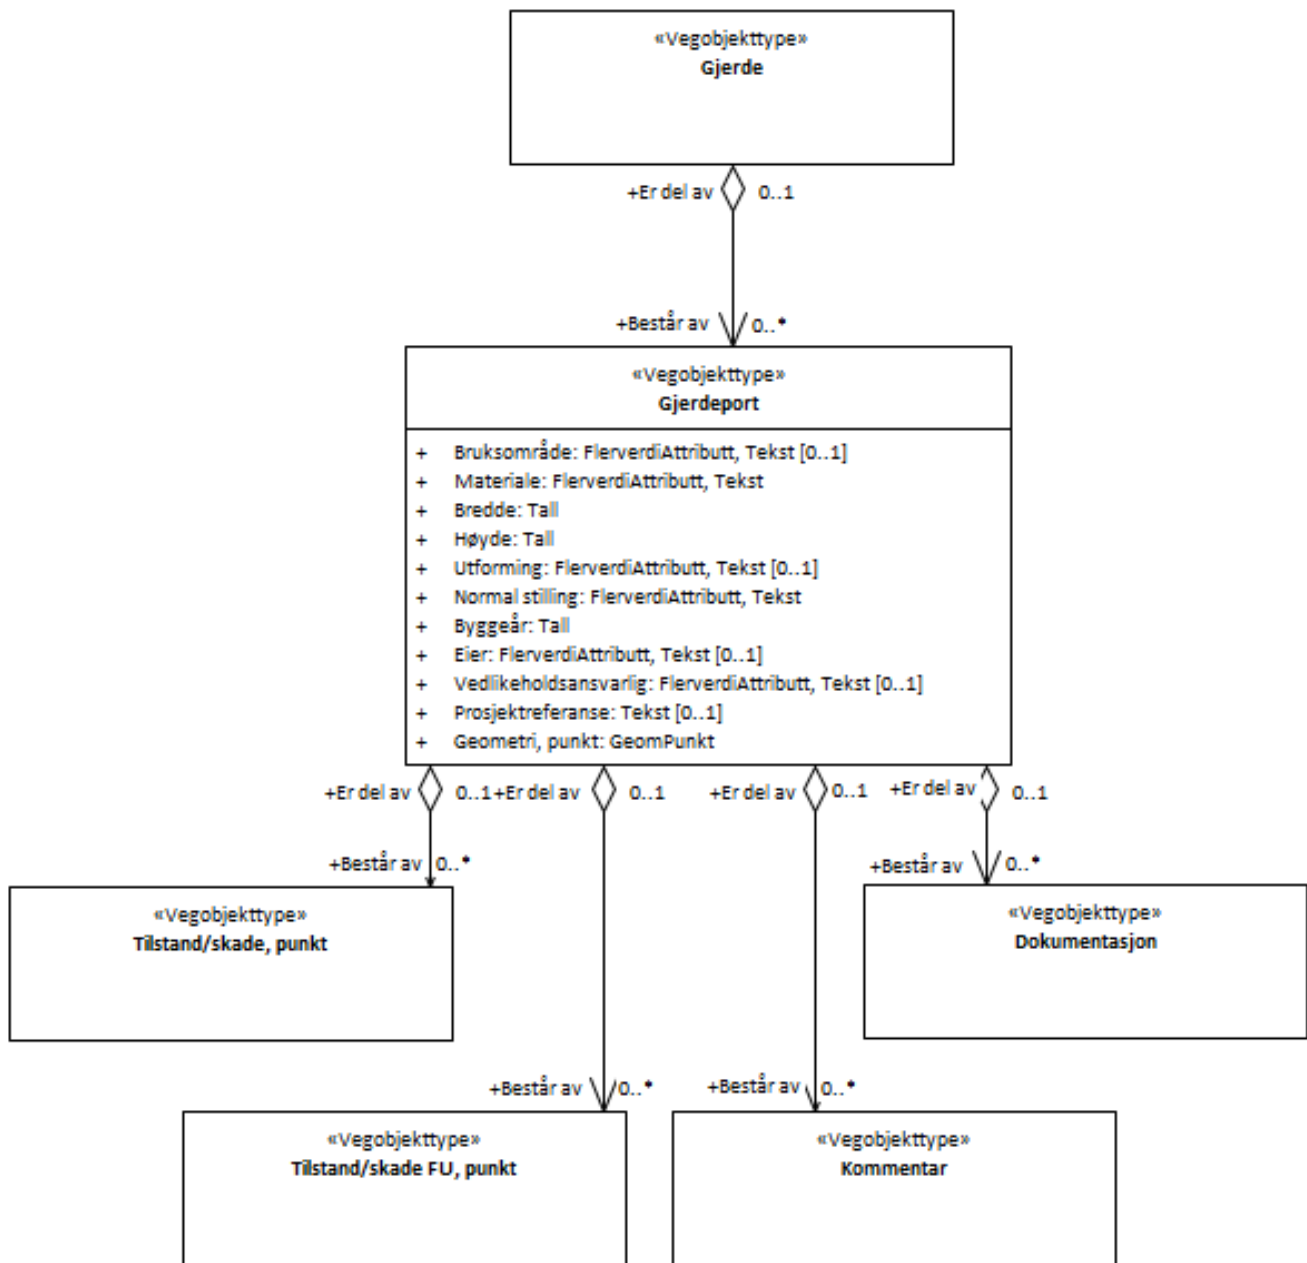 «Vegobjekttype»
Gjerde
+Er del av 0..1
+Består av 0..*
«Vegobjekttype»
Gjerdeport
+ Bruksområde: FlerverdiAttributt, Tekst [0..1]
+ Materiale: FlerverdiAttributt, Tekst
+ Bredde: Tall
+ Høyde: Tall
+ Utforming: FlerverdiAttributt, Tekst [0..1]
+ Normal stilling: FlerverdiAttributt, Tekst
+ Byggeår: Tall
+ Eier: FlerverdiAttributt, Tekst [0..1]
+ Vedlikeholdsansvarlig: FlerverdiAttributt, Tekst [0..1]
+ Prosjektreferanse: Tekst [0..1]
+ Geometri, punkt: GeomPunkt
+Er del av 0..1 +Er del av 0..1 +Er del av 0..1 +Er del av 0..1
+Består av 0..* +Består av 0..*
«Vegobjekttype»
Tilstand/skade, punkt
«Vegobjekttype»
Dokumentasjon
+Består av 0..* +Består av 0..*
«Vegobjekttype»
Tilstand/skade FU, punkt
«Vegobjekttype»
Kommentar